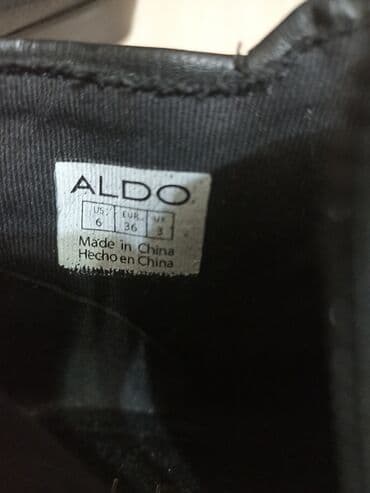 ALDO
US: EUR. UK
6 36 3
Made in China
Hecho en China